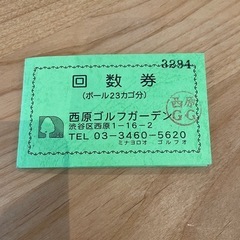 3294
回数券
(ボール23カゴ分)
西原ゴルフガーデン
西原
GG
渋谷区西原1-16-2
TEL 03-3460-5620
ミナヨロオ ゴルフオ